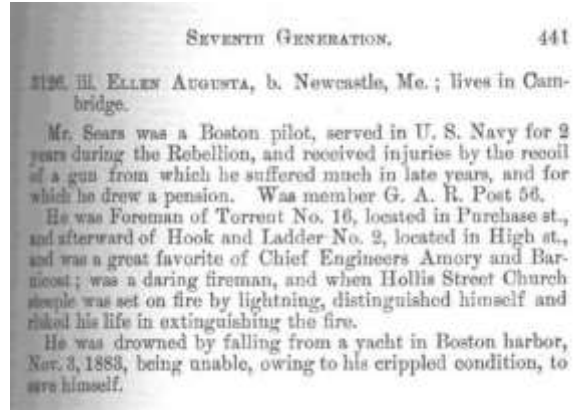 SEVENTH GENERATION. 441
3126. iii. ELLEN AUGUSTA, b. Newcastle, Me.; lives in Cam-
bridge.
Mr. Sears was a Boston pilot, served in U. S. Navy for 2
years during the Rebellion, and received injuries by the recoil
of a gun from which he suffered much in late years, and for
which he drew a pension. Was member G. A. R. Post 56.
He was Foreman of Torrent No. 16, located in Purchase st.,
and afterward of Hook and Ladder No. 2, located in High st.,
and was a great favorite of Chief Engineers Amory and Bar-
nicoat; was a daring fireman, and when Hollis Street Church
steeple was set on fire by lightning, distinguished himself and
risked his life in extinguishing the fire.
He was drowned by falling from a yacht in Boston harbor,
Nov. 3, 1883, being unable, owing to his crippled condition, to
save himself.